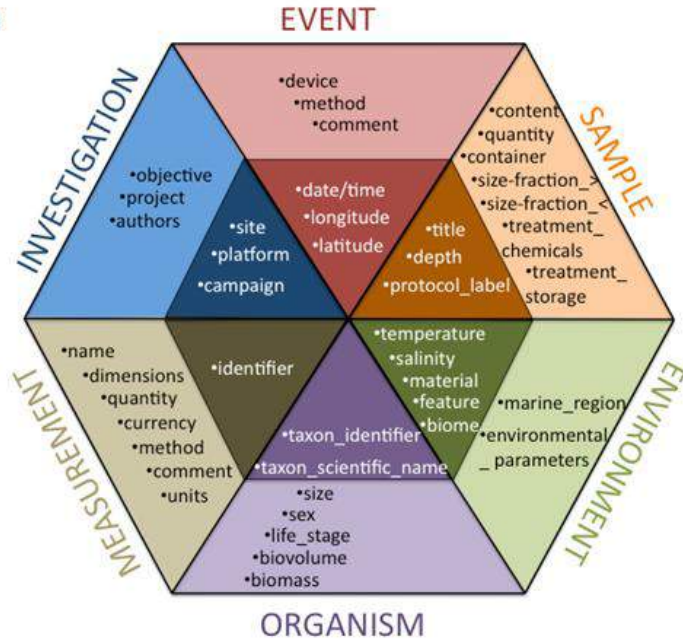 EVENT
•device
•method
•comment
•date/time
•longitude
•latitude
SAMPLE
•content
•quantity
•container
•size-fraction_>
•size-fraction_<
•treatment_
chemicals
•treatment_
storage
•title
•depth
•protocol_label
INVESTIGATION
•objective
•project
•authors
•site
•platform
•campaign
MEASUREMENT
•name
•dimensions
•quantity
•currency
•method
•comment
•units
•identifier
ENVIRONMENT
•temperature
•salinity
•material
•feature
•biome
•marine_region
•environmental
_ parameters
•taxon_identifier
•taxon_scientific_name
•size
•sex
•life_stage
•biovolume
•biomass
ORGANISM